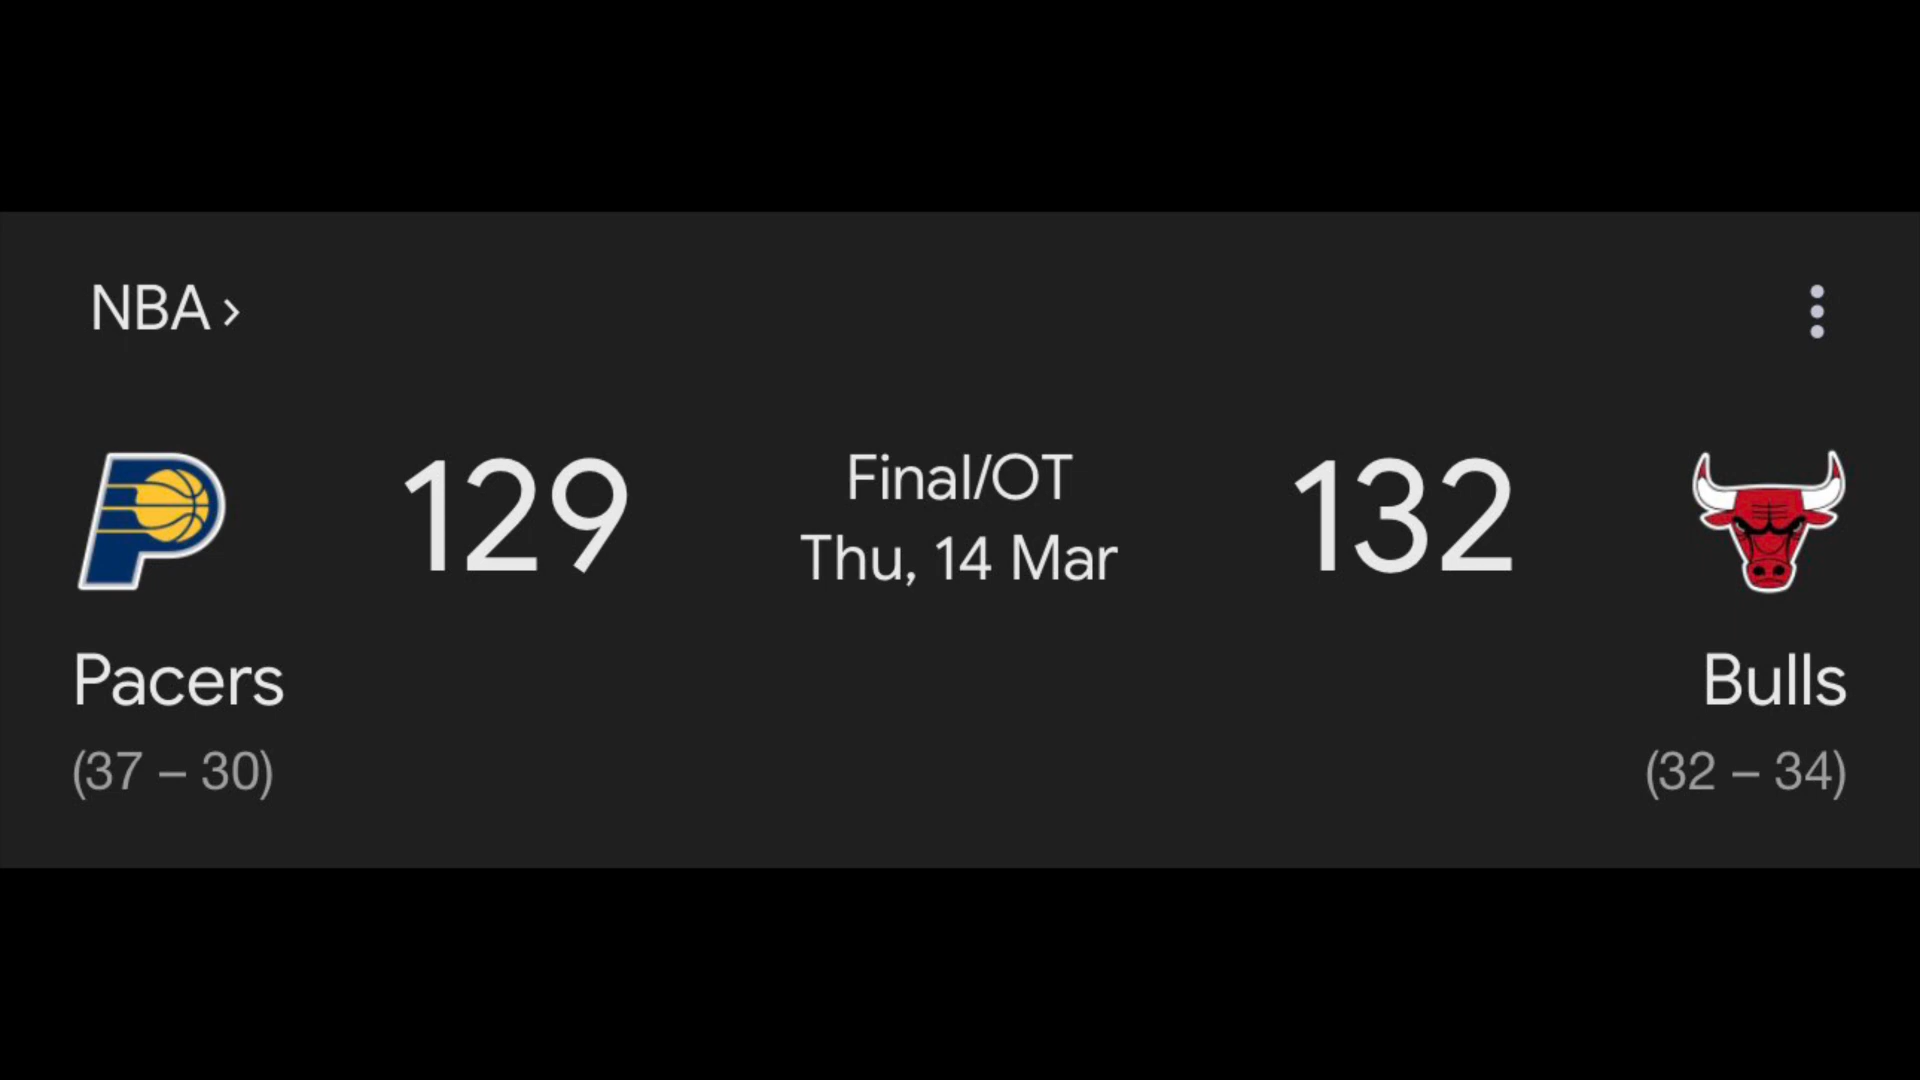 NBA >
129 Final/OT 132
Thu, 14 Mar
Pacers Bulls
(37 – 30) (32 – 34)